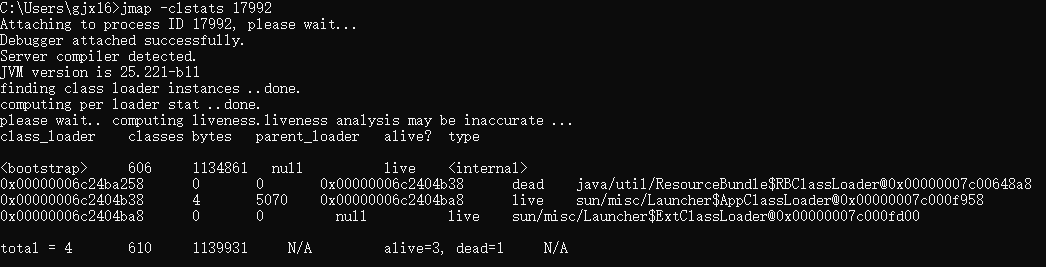 C:\Users\gjx16>jmap -clstats 17992
Attaching to process ID 17992, please wait...
Debugger attached successfully.
Server compiler detected.
JVM version is 25.221-b11
finding class loader instances ..done.
computing per loader stat ..done.
please wait.. computing liveness.liveness analysis may be inaccurate ...
class_loader classes bytes parent_loader alive? type
<bootstrap> 606 1134861 null live <internal>
0x00000006c24ba258 0 0 0x00000006c2404b38 dead java/util/ResourceBundle$RBClassLoader@0x00000007c00648a8
0x00000006c2404b38 4 5070 0x00000006c2404ba8 live sun/misc/Launcher$AppClassLoader@0x00000007c000f958
0x00000006c2404ba8 0 0 null live sun/misc/Launcher$ExtClassLoader@0x00000007c000fd00
total = 4 610 1139931 N/A alive=3, dead=1 N/A